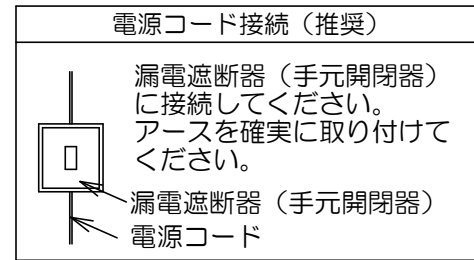 電源コード接続（推奨）
漏電遮断器（手元開閉器）
に接続してください。
アースを確実に取り付けて
ください。
漏電遮断器（手元開閉器）
電源コード